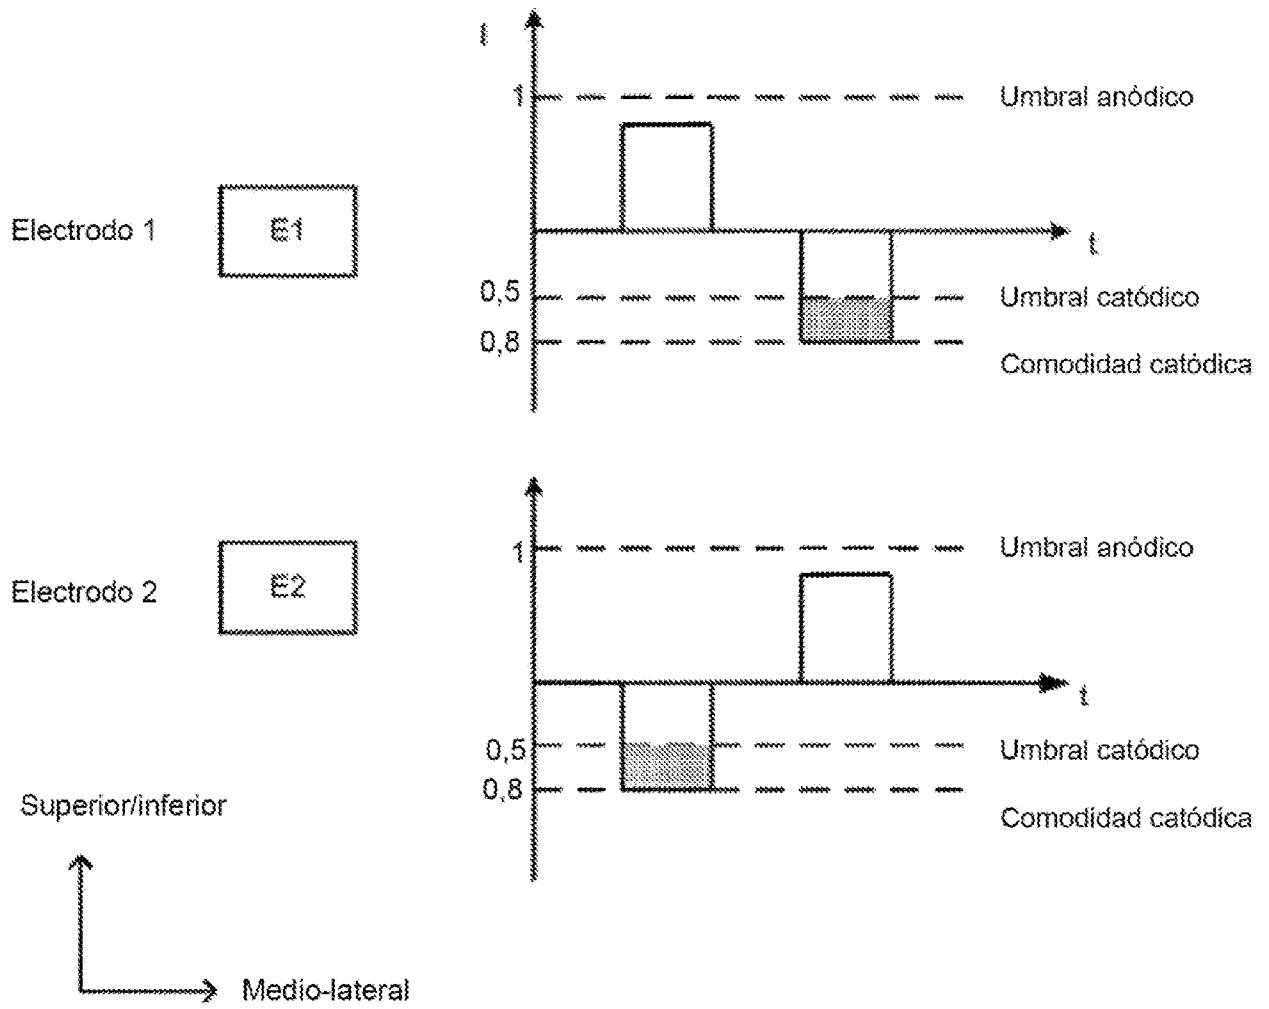 I
1
Umbral anódico
Electrodo 1
E1
t
0,5
Umbral catódico
0,8
Comodidad catódica
1
Umbral anódico
Electrodo 2
E2
t
0,5
Umbral catódico
0,8
Comodidad catódica
Superior/inferior
Medio-lateral